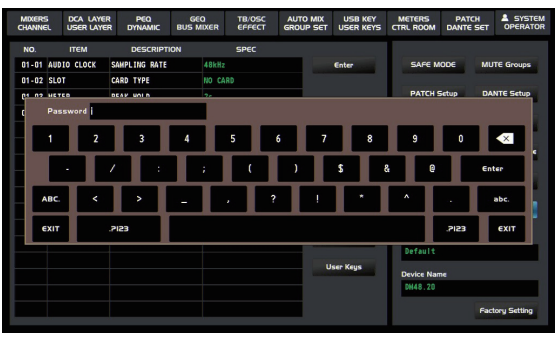 MIXERS DCA LAYER PEQ GEQ TB/OSC AUTO MIX USB KEY METERS PATCH SYSTEM
CHANNEL USER LAYER DYNAMIC BUS MIXER EFFECT GROUP SET USER KEYS CTRL ROOM DANTE SET OPERATOR
NO. ITEM DESCRIPTION SPEC
01-01 AUDIO CLOCK SAMPLING RATE 48kHz Enter SAFE MODE MUTE Groups
01-02 SLOT CARD TYPE NO CARD
PATCH Setup DANTE Setup
Password
1 2 3 4 5 6 7 8 9 0
- / : ; ( ) $ & @ Enter
ABC. < > _ , ? ! * ^ . abc.
EXIT .?123 .?123 EXIT
Default
User Keys
Device Name
DM48.20
Factory Setting